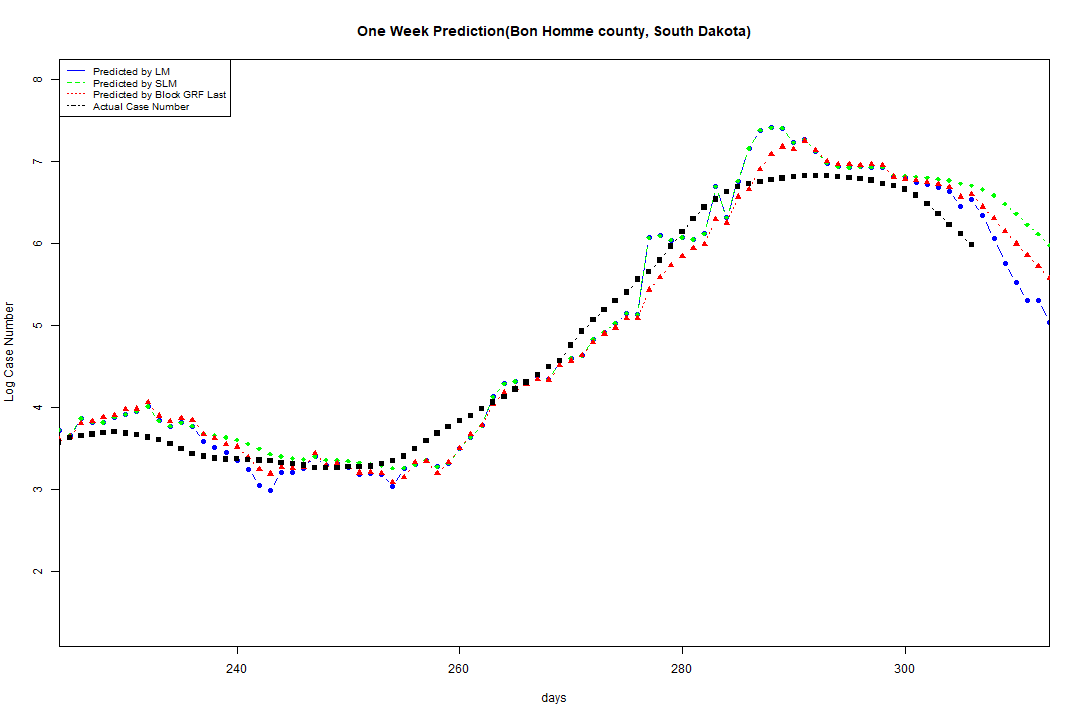 One Week Prediction(Bon Homme county, South Dakota)
Predicted by LM
Predicted by SLM
Predicted by Block GRF Last
Actual Case Number
8
7
6
5
4
3
2
Log Case Number
240 260 280 300
days